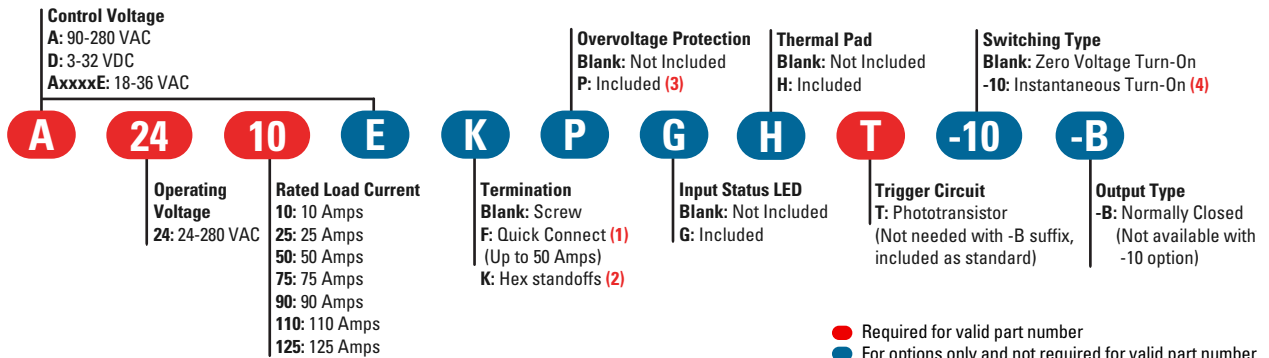 Control Voltage
A: 90-280 VAC
D: 3-32 VDC
AxxxxE: 18-36 VAC
Overvoltage Protection
Blank: Not Included
P: Included (3)
Thermal Pad
Blank: Not Included
H: Included
Switching Type
Blank: Zero Voltage Turn-On
-10: Instantaneous Turn-On (4)
A 24 10 E K P G H T -10 -B
Operating
Voltage
24: 24-280 VAC
Rated Load Current
10: 10 Amps
25: 25 Amps
50: 50 Amps
75: 75 Amps
90: 90 Amps
110: 110 Amps
125: 125 Amps
Termination
Blank: Screw
F: Quick Connect (1)
(Up to 50 Amps)
K: Hex standoffs (2)
Input Status LED
Blank: Not Included
G: Included
Trigger Circuit
T: Phototransistor
(Not needed with -B suffix,
included as standard)
Output Type
-B: Normally Closed
(Not available with
-10 option)
Required for valid part number
For options only and not required for valid part number